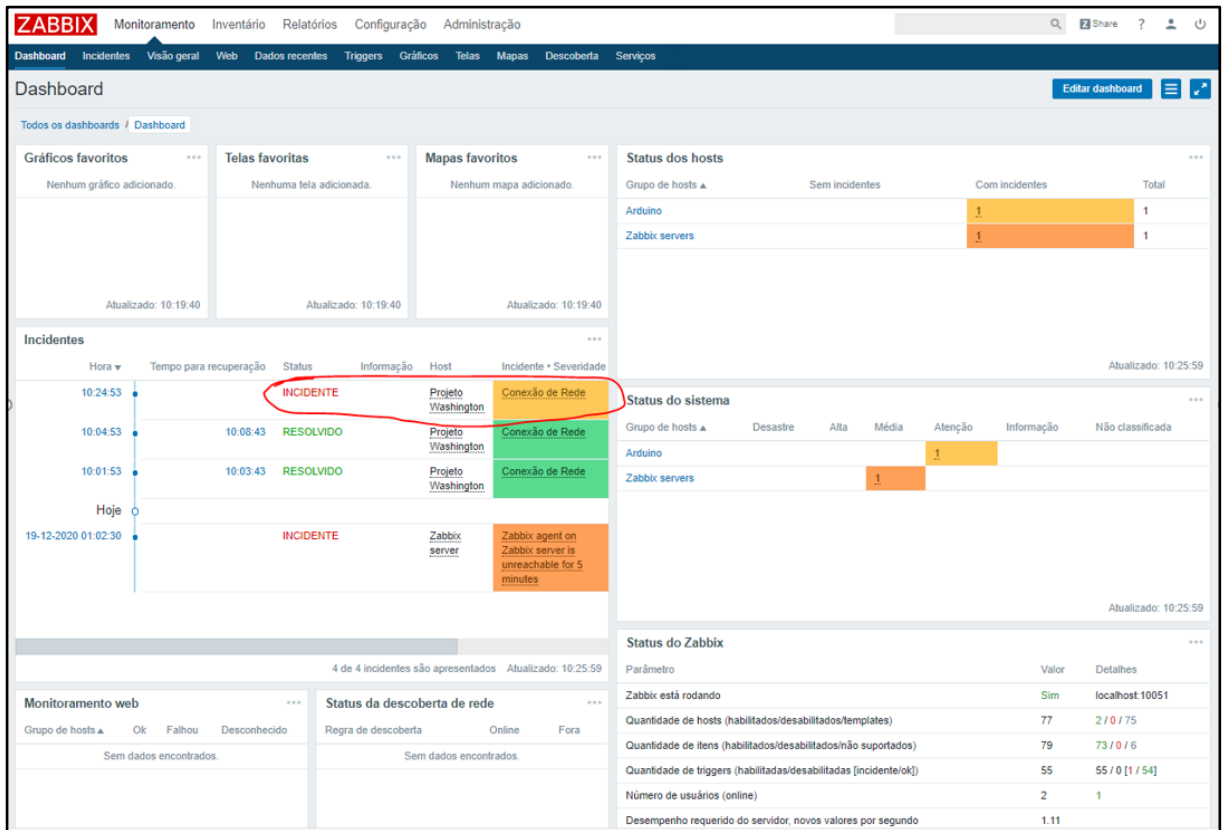 ZABBIX Monitoramento Inventário Relatórios Configuração Administração Z Share ?
Dashboard Incidentes Visão geral Web Dados recentes Triggers Gráficos Telas Mapas Descoberta Serviços
Dashboard Editar dashboard
Todos os dashboards / Dashboard
Gráficos favoritos
Nenhum gráfico adicionado.
Atualizado: 10:19:40
Telas favoritas
Nenhuma tela adicionada.
Atualizado: 10:19:40
Mapas favoritos
Nenhum mapa adicionado.
Atualizado: 10:19:40
Status dos hosts
Grupo de hosts Sem incidentes Com incidentes Total
Arduino 1 1
Zabbix servers 1 1
Atualizado: 10:25:59
Incidentes
Hora Tempo para recuperação Status Informação Host Incidente • Severidade
10:24:53 INCIDENTE Projeto Conexão de Rede
Washington
10:04:53 10:08:43 RESOLVIDO Projeto Conexão de Rede
Washington
10:01:53 10:03:43 RESOLVIDO Projeto Conexão de Rede
Washington
Hoje
19-12-2020 01:02:30 INCIDENTE Zabbix Zabbix agent on
server Zabbix server is
unreachable for 5
minutes
4 de 4 incidentes são apresentados Atualizado: 10:25:59
Status do sistema
Grupo de hosts Desastre Alta Média Atenção Informação Não classificada
Arduino 1
Zabbix servers 1
Atualizado: 10:25:59
Monitoramento web
Grupo de hosts Ok Falhou Desconhecido
Sem dados encontrados.
Status da descoberta de rede
Regra de descoberta Online Fora
Sem dados encontrados.
Status do Zabbix
Parâmetro Valor Detalhes
Zabbix está rodando Sim localhost:10051
Quantidade de hosts (habilitados/desabilitados/templates) 77 2 / 0 / 75
Quantidade de itens (habilitados/desabilitados/não suportados) 79 73 / 0 / 6
Quantidade de triggers (habilitadas/desabilitadas [incidente/ok]) 55 55 / 0 [1 / 54]
Número de usuários (online) 2 1
Desempenho requerido do servidor, novos valores por segundo 1.11